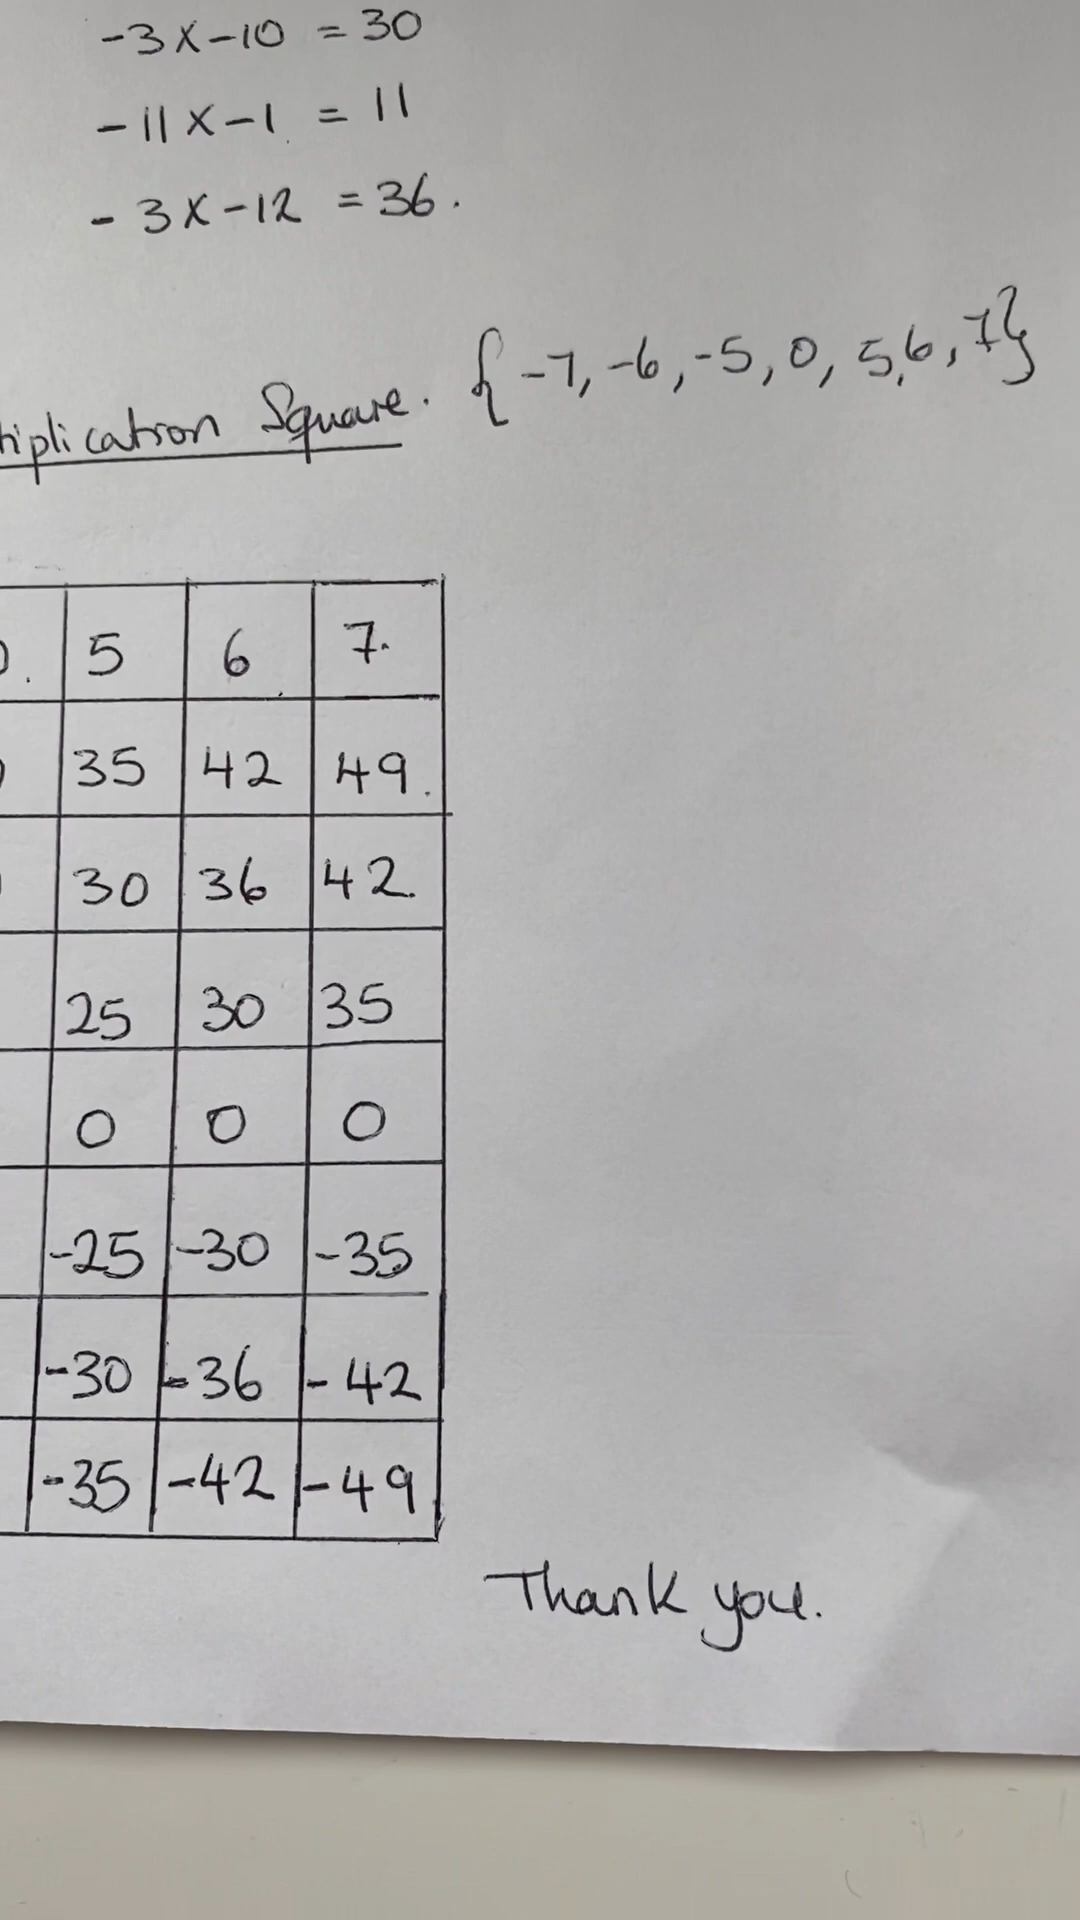 -3x-10 = 30
-11x-1 = 11
-3x-12 = 36.
tiplication Square. {-7, -6, -5, 0, 5, 6, 7}
. 5 6 7.
35 42 49.
30 36 42.
25 30 35
0 0 0
-25 -30 -35
-30 -36 -42
-35 -42 -49
Thank you.